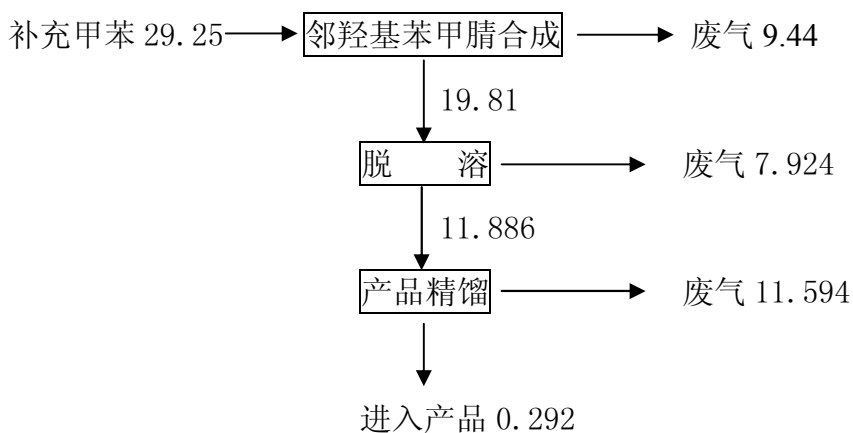 补充甲苯 29.25 邻羟基苯甲腈合成 废气 9.44
19.81
脱 溶 废气 7.924
11.886
产品精馏 废气 11.594
进入产品 0.292